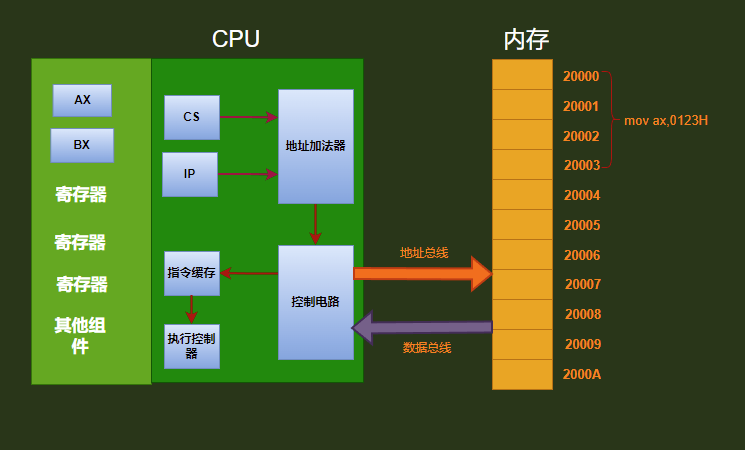 CPU
内存
AX
BX
寄存器
寄存器
寄存器
其他组
件
CS
IP
地址加法器
指令缓存
执行控制
器
控制电路
地址总线
数据总线
20000
20001
20002
20003
20004
20005
20006
20007
20008
20009
2000A
mov ax,0123H